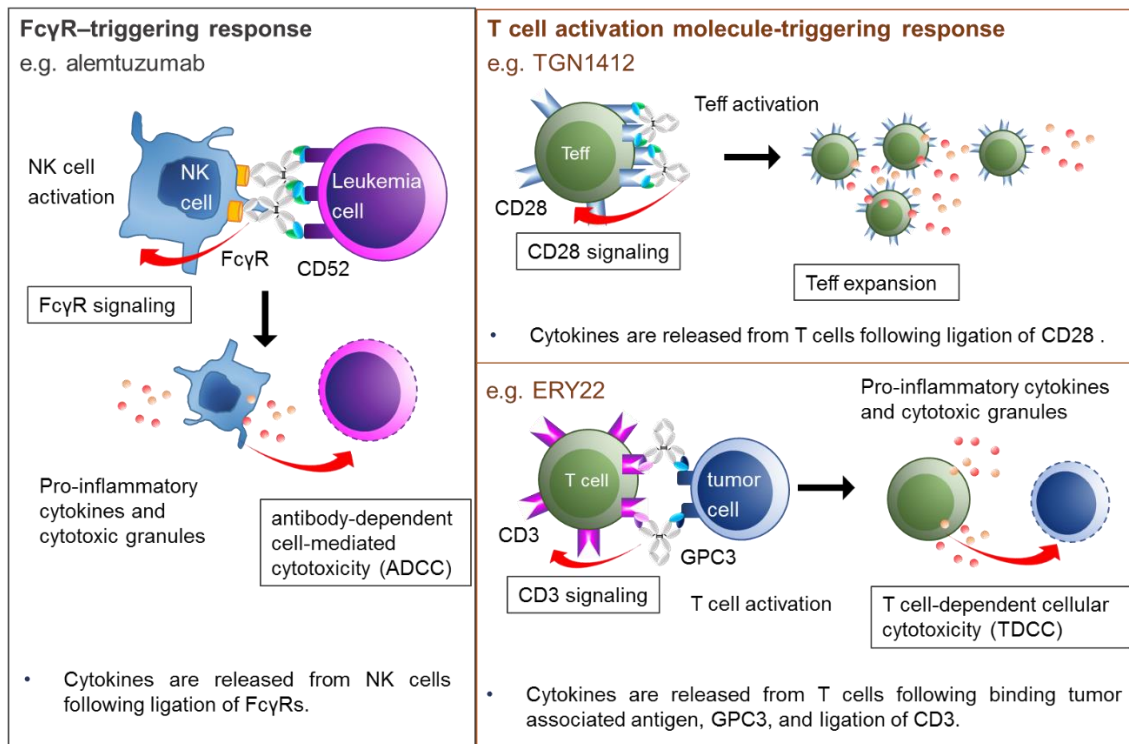 FcγR–triggering response
e.g. alemtuzumab
NK cell
activation
NK
cell
Leukemia
cell
FcγR
CD52
FcγR signaling
Pro-inflammatory
cytokines and
cytotoxic granules
antibody-dependent
cell-mediated
cytotoxicity (ADCC)
• Cytokines are released from NK cells
following ligation of FcγRs.
T cell activation molecule-triggering response
e.g. TGN1412
Teff activation
Teff
CD28
CD28 signaling
Teff expansion
• Cytokines are released from T cells following ligation of CD28 .
e.g. ERY22
Pro-inflammatory cytokines
and cytotoxic granules
T cell
tumor
cell
CD3
GPC3
CD3 signaling
T cell activation
T cell-dependent cellular
cytotoxicity (TDCC)
• Cytokines are released from T cells following binding tumor
associated antigen, GPC3, and ligation of CD3.